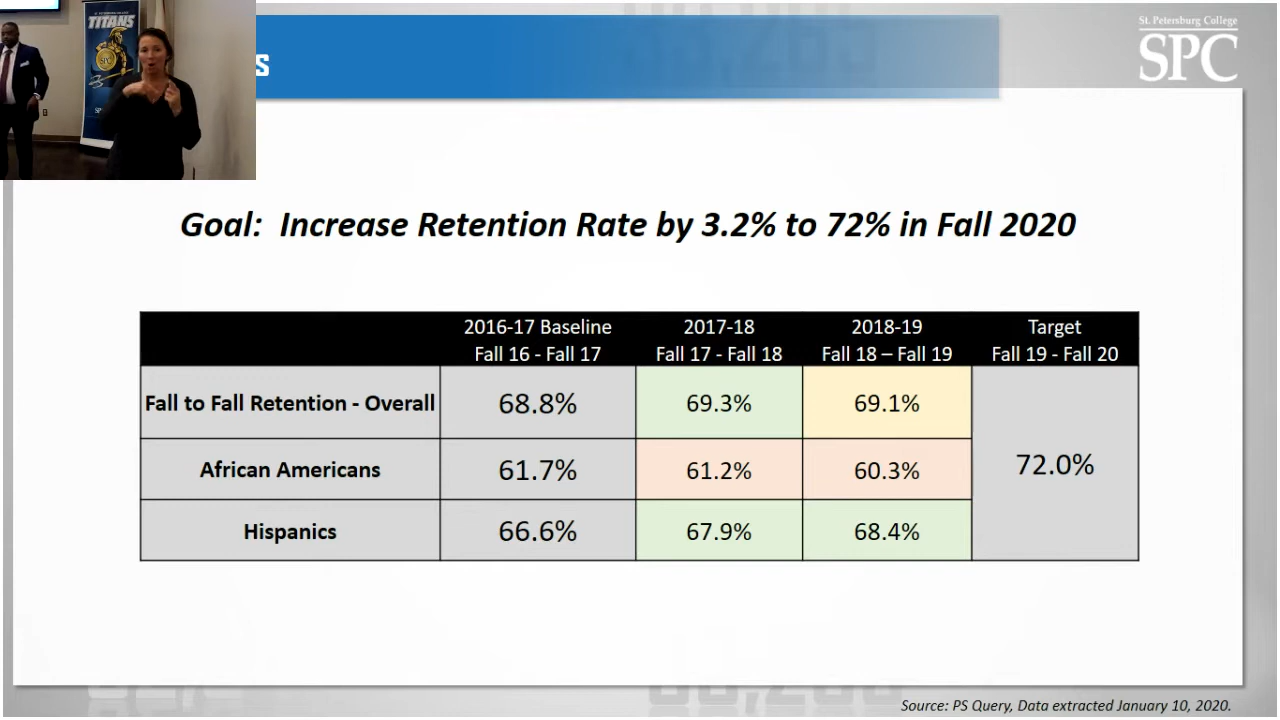 TITANS
SPC
S
St. Petersburg College
SPC
Goal: Increase Retention Rate by 3.2% to 72% in Fall 2020
2016-17 Baseline
Fall 16 - Fall 17
2017-18
Fall 17 - Fall 18
2018-19
Fall 18 – Fall 19
Target
Fall 19 - Fall 20
Fall to Fall Retention - Overall
68.8%
69.3%
69.1%
72.0%
African Americans
61.7%
61.2%
60.3%
Hispanics
66.6%
67.9%
68.4%
Source: PS Query, Data extracted January 10, 2020.